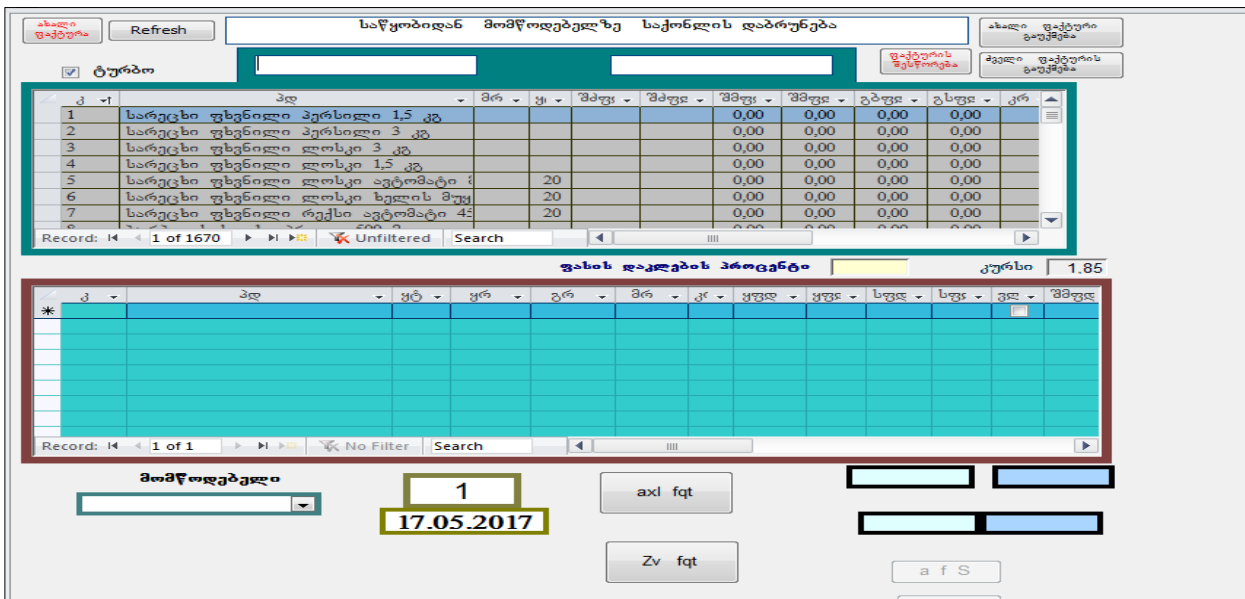 ახალი ფაქტურა
Refresh
საწყობიდან მომწოდებელზე საქონლის დაბრუნება
ახალი ფაქტური გაუქმება
ტურბო
ფაქტურის შესწორება
ძველი ფაქტურის გაუქმება
კ პდ მრ შმფ შმფ გბფ გსფ კრ
1 სარეცხი ფხვნილი პერსილი 1,5 კგ 0,00 0,00 0,00 0,00
2 სარეცხი ფხვნილი პერსილი 3 კგ 0,00 0,00 0,00 0,00
3 სარეცხი ფხვნილი ლოსკი 3 კგ 0,00 0,00 0,00 0,00
4 სარეცხი ფხვნილი ლოსკი 1,5 კგ 0,00 0,00 0,00 0,00
5 სარეცხი ფხვნილი ლოსკი ავტომატი 20 0,00 0,00 0,00 0,00
6 სარეცხი ფხვნილი ლოსკი ხელის მუყ 20 0,00 0,00 0,00 0,00
7 სარეცხი ფხვნილი რექსი ავტომატი 45 20 0,00 0,00 0,00 0,00
Record: 1 of 1670 Unfiltered Search
ფასის დაკლების პროცენტი
კურსი 1.85
კ პდ ყტ ყრ გრ მრ ყფდ სფდ ვლ შმფდ
Record: 1 of 1 No Filter Search
მომწოდებელი
1
axl fqt
17.05.2017
Zv fqt
a f S